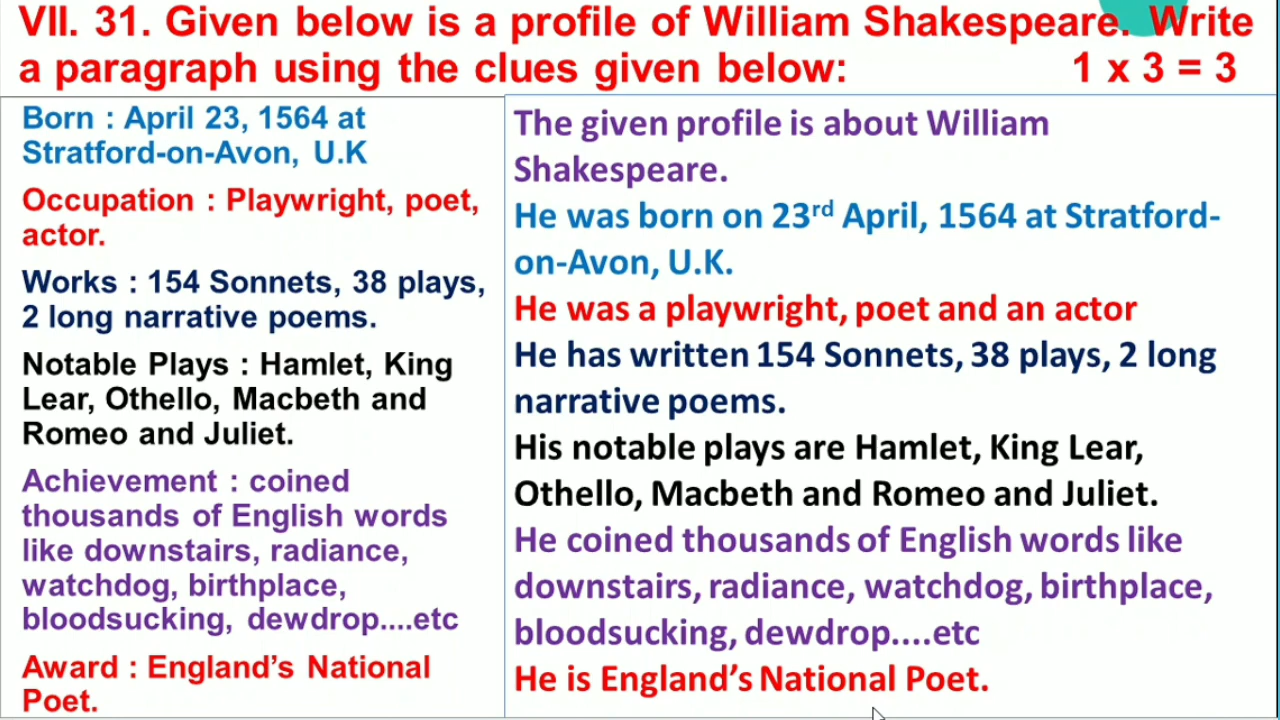 VII. 31. Given below is a profile of William Shakespeare. Write
a paragraph using the clues given below: 1 x 3 = 3
Born : April 23, 1564 at
Stratford-on-Avon, U.K
Occupation : Playwright, poet,
actor.
Works : 154 Sonnets, 38 plays,
2 long narrative poems.
Notable Plays : Hamlet, King
Lear, Othello, Macbeth and
Romeo and Juliet.
Achievement : coined
thousands of English words
like downstairs, radiance,
watchdog, birthplace,
bloodsucking, dewdrop....etc
Award : England’s National
Poet.
The given profile is about William
Shakespeare.
He was born on 23rd April, 1564 at Stratford-
on-Avon, U.K.
He was a playwright, poet and an actor
He has written 154 Sonnets, 38 plays, 2 long
narrative poems.
His notable plays are Hamlet, King Lear,
Othello, Macbeth and Romeo and Juliet.
He coined thousands of English words like
downstairs, radiance, watchdog, birthplace,
bloodsucking, dewdrop....etc
He is England’s National Poet.